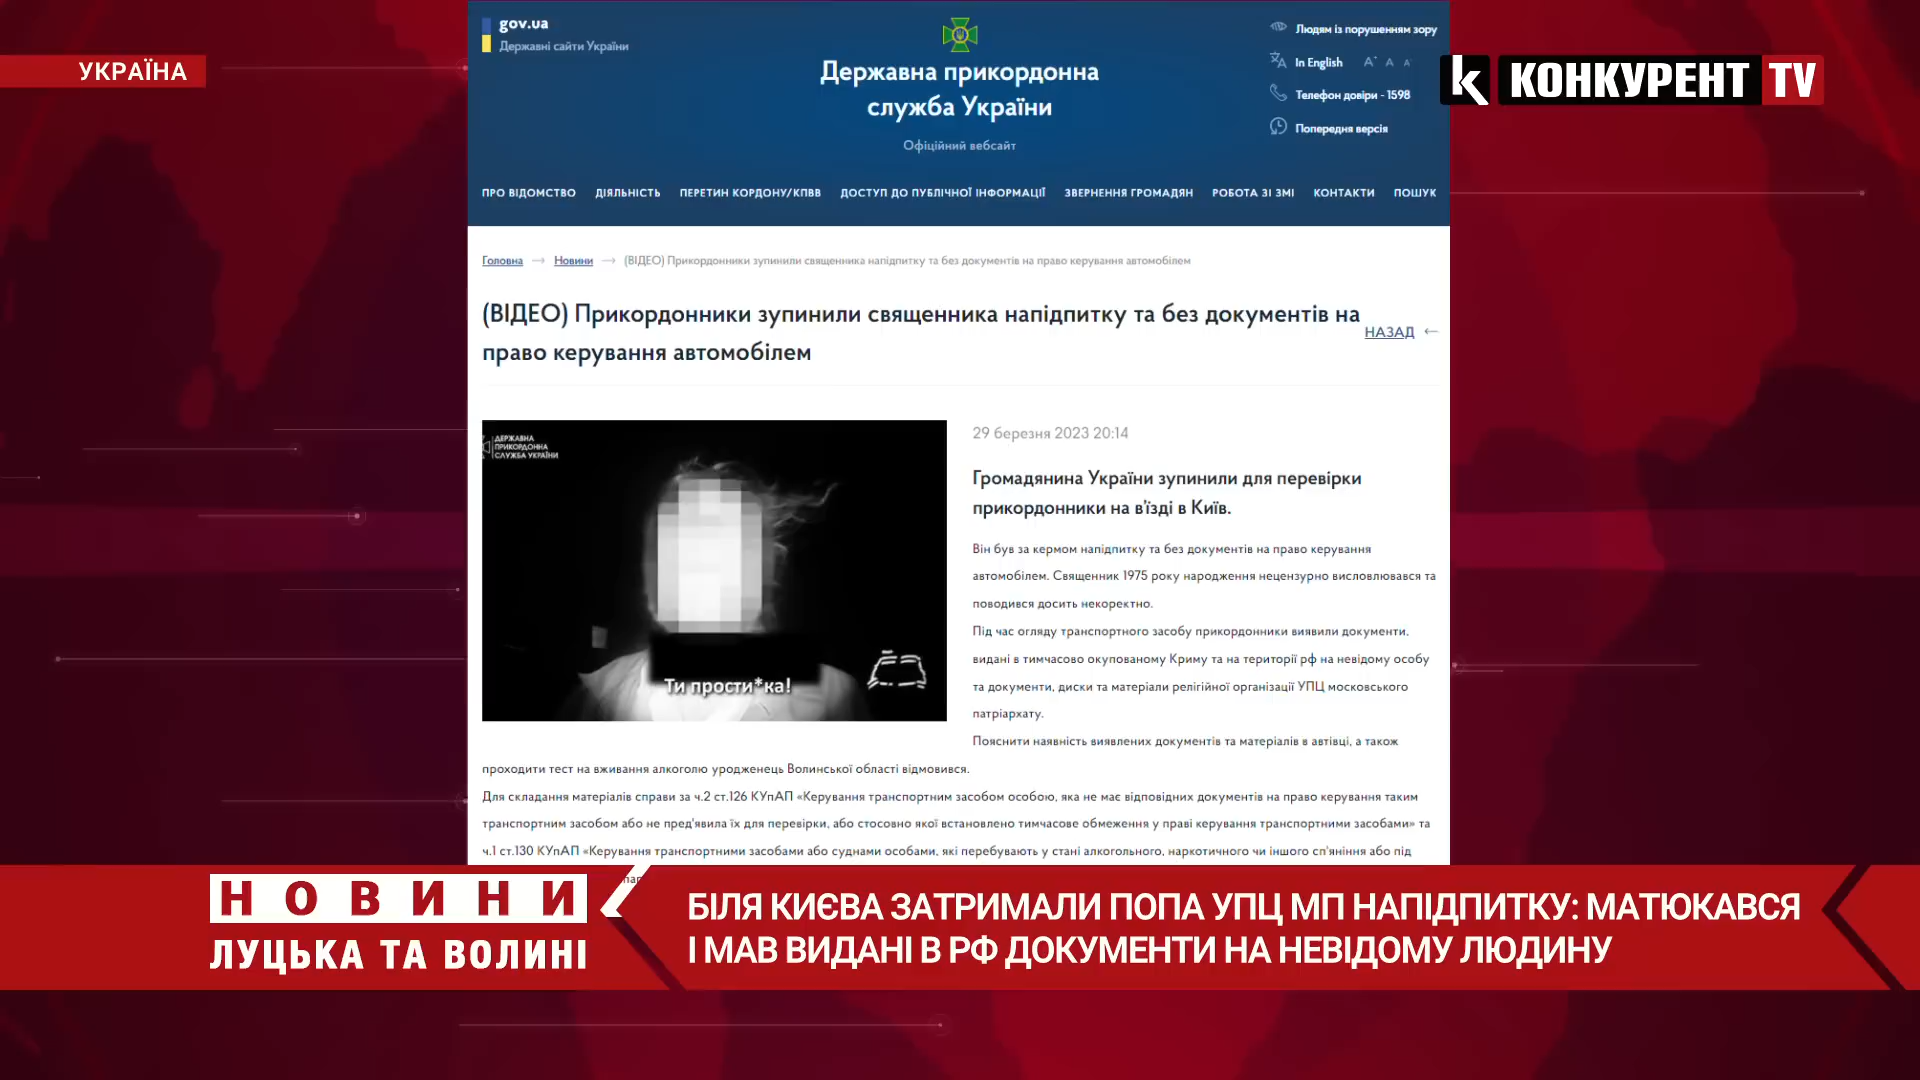 gov.ua
Державні сайти України
Державна прикордонна
служба України
Офіційний вебсайт
Людям із порушенням зору
In English A+ A A-
Телефон довіри - 1598
Попередня версія
УКРАЇНА
k КОНКУРЕНТ TV
ПРО ВІДОМСТВО ДІЯЛЬНІСТЬ ПЕРЕТИН КОРДОНУ/КПВВ ДОСТУП ДО ПУБЛІЧНОЇ ІНФОРМАЦІЇ ЗВЕРНЕННЯ ГРОМАДЯН РОБОТА ЗІ ЗМІ КОНТАКТИ ПОШУК
Головна → Новини → (ВІДЕО) Прикордонники зупинили священника напідпитку та без документів на право керування автомобілем
(ВІДЕО) Прикордонники зупинили священника напідпитку та без документів на
право керування автомобілем
НАЗАД ←
ДЕРЖАВНА
ПРИКОРДОННА
СЛУЖБА УКРАЇНИ
Ти прости*ка!
29 березня 2023 20:14
Громадянина України зупинили для перевірки
прикордонники на в’їзді в Київ.
Він був за кермом напідпитку та без документів на право керування
автомобілем. Священник 1975 року народження нецензурно висловлювався та
поводився досить некоректно.
Під час огляду транспортного засобу прикордонники виявили документи,
видані в тимчасово окупованому Криму та на території рф на невідому особу
та документи, диски та матеріали релігійної організації УПЦ московського
патріархату.
Пояснити наявність виявлених документів та матеріалів в автівці, а також
проходити тест на вживання алкоголю уродженець Волинської області відмовився.
Для складання матеріалів справи за ч.2 ст.126 КУпАП «Керування транспортним засобом особою, яка не має відповідних документів на право керування таким
транспортним засобом або не пред'явила їх для перевірки, або стосовно якої встановлено тимчасове обмеження у праві керування транспортними засобами» та
ч.1 ст.130 КУпАП «Керування транспортними засобами або суднами особами, які перебувають у стані алкогольного, наркотичного чи іншого сп'яніння або під
НОВИНИ
ЛУЦЬКА ТА ВОЛИНІ
БІЛЯ КИЄВА ЗАТРИМАЛИ ПОПА УПЦ МП НАПІДПИТКУ: МАТЮКАВСЯ
І МАВ ВИДАНІ В РФ ДОКУМЕНТИ НА НЕВІДОМУ ЛЮДИНУ